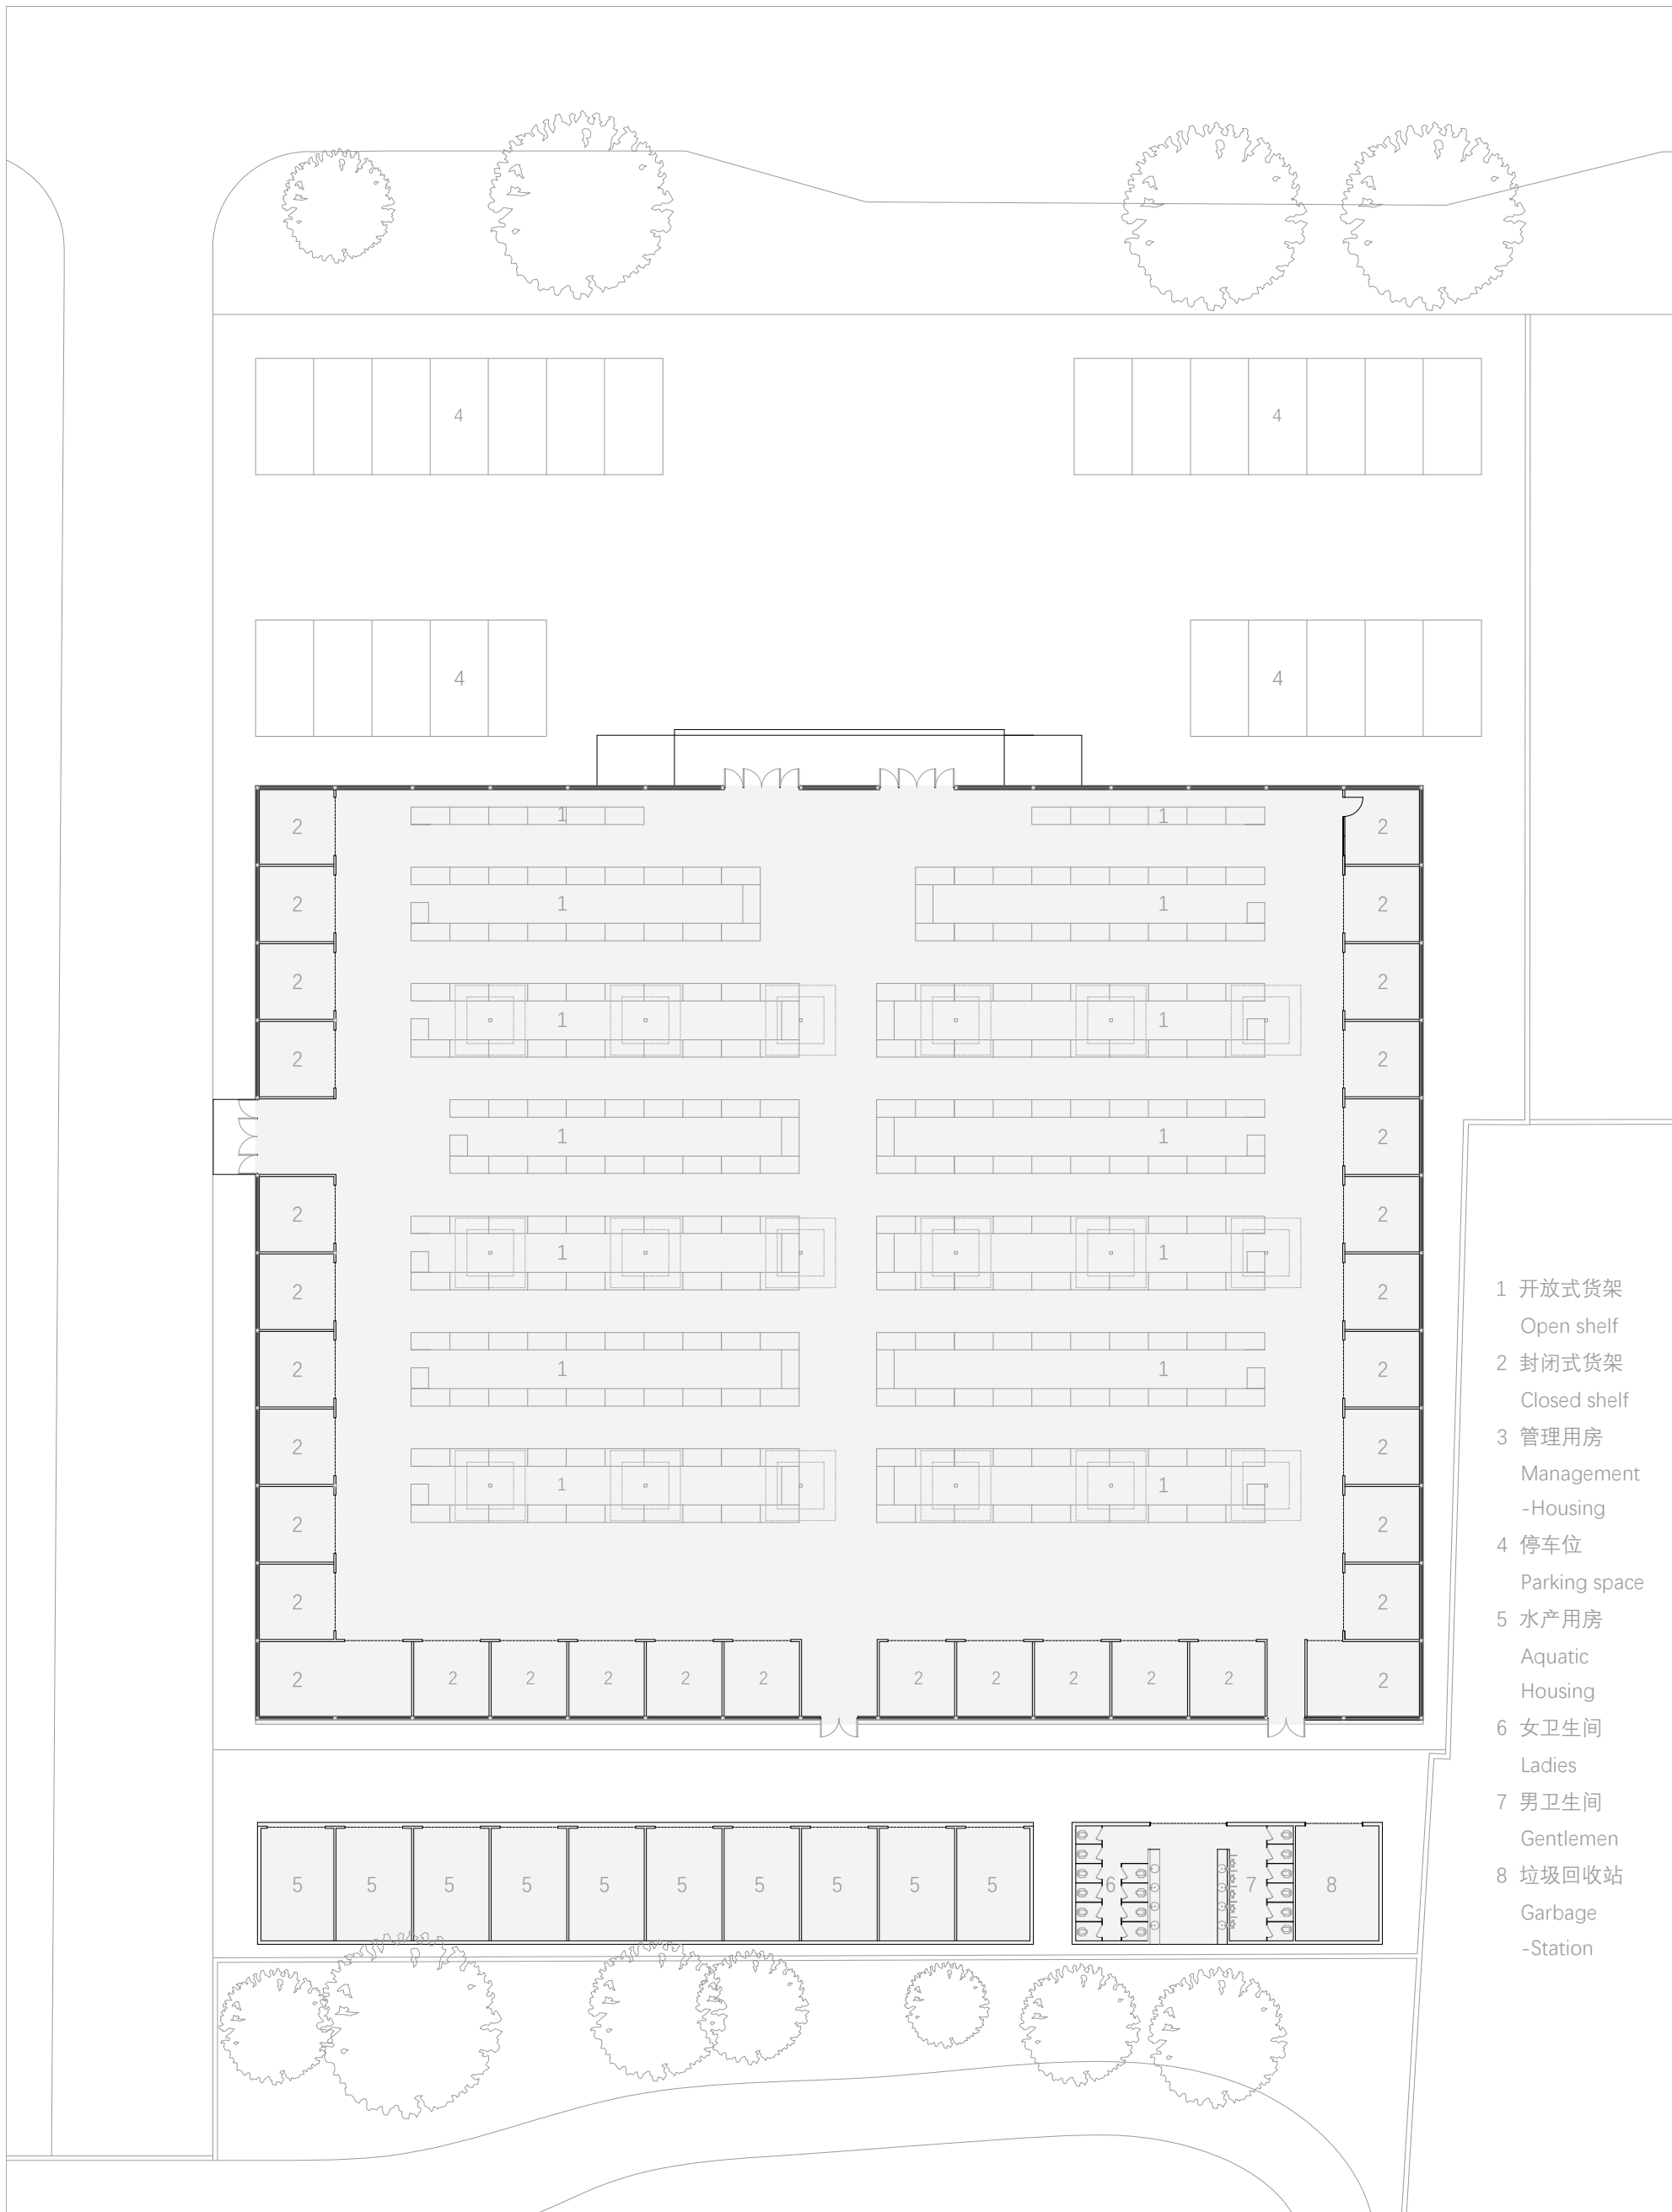 4 4
4 4
2 1 1 2
2 1 1 2
2 2
1 1
2 2
1 1 2
2 2
1 1
2 2
2 1 1 2
2 2
1 1
2 2
2 2
2 2 2 2 2 2 2 2 2 2 2 2
5 5 5 5 5 5 5 5 5 5 6 7 8
1 开放式货架
Open shelf
2 封闭式货架
Closed shelf
3 管理用房
Management
-Housing
4 停车位
Parking space
5 水产用房
Aquatic
Housing
6 女卫生间
Ladies
7 男卫生间
Gentlemen
8 垃圾回收站
Garbage
-Station